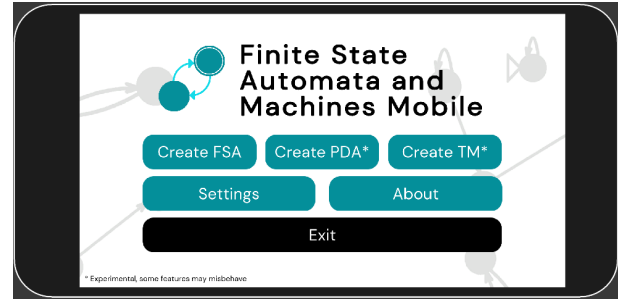 Finite State
Automata and
Machines Mobile
Create FSA
Create PDA*
Create TM*
Settings
About
Exit
* Experimental, some features may misbehave